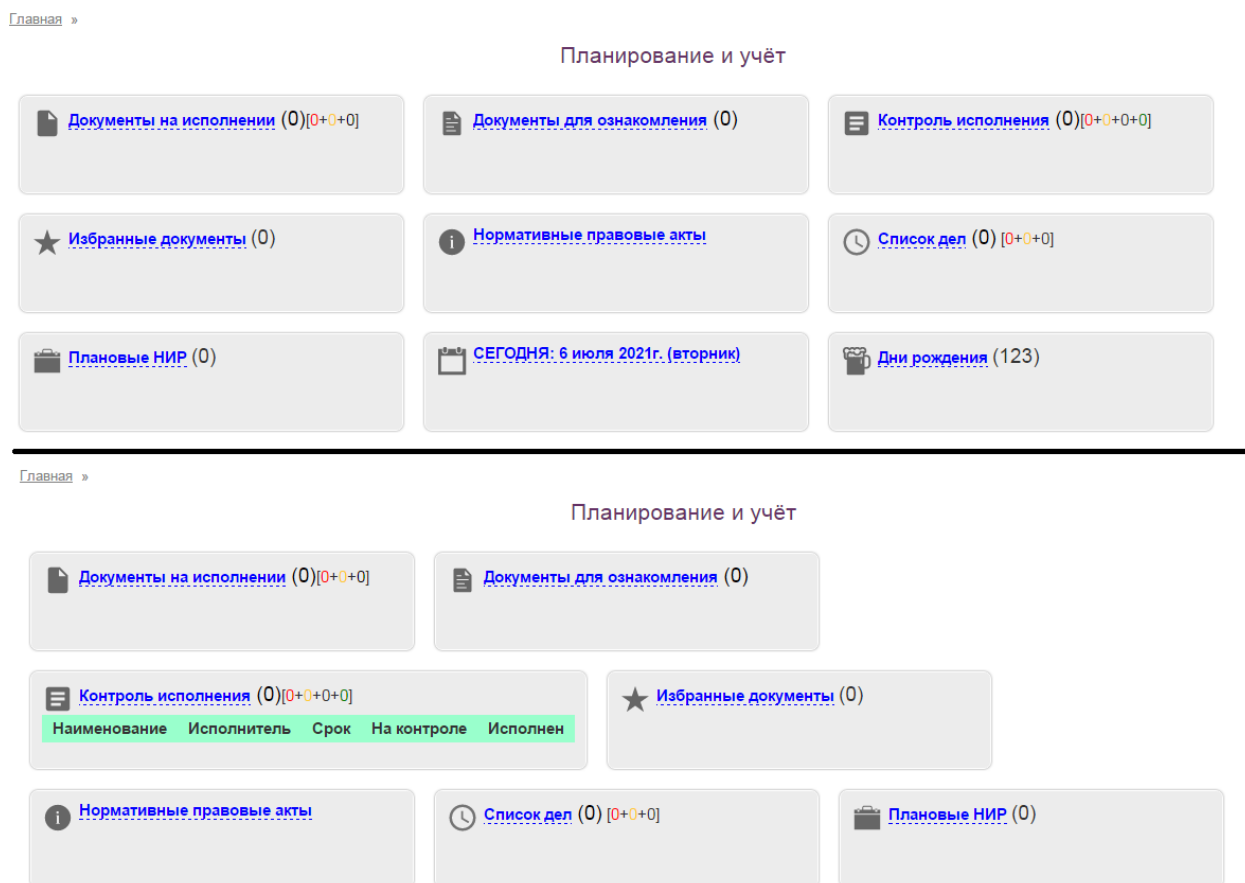 Главная »
Планирование и учёт
Документы на исполнении (0)[0+0+0]
Документы для ознакомления (0)
Контроль исполнения (0)[0+0+0+0]
Избранные документы (0)
Нормативные правовые акты
Список дел (0) [0+0+0]
Плановые НИР (0)
СЕГОДНЯ: 6 июля 2021г. (вторник)
Дни рождения (123)
Главная »
Планирование и учёт
Документы на исполнении (0)[0+0+0]
Документы для ознакомления (0)
Контроль исполнения (0)[0+0+0+0]
Наименование Исполнитель Срок На контроле Исполнен
Избранные документы (0)
Нормативные правовые акты
Список дел (0) [0+0+0]
Плановые НИР (0)